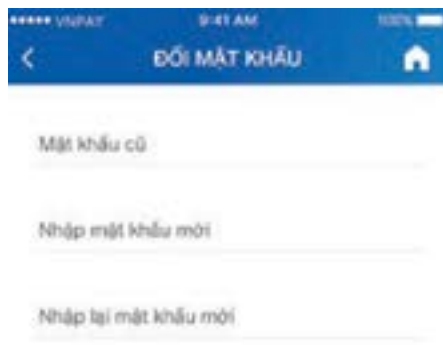 VNPAY 9:41 AM 100%
ĐỔI MẬT KHẨU
Mật khẩu cũ
Nhập mật khẩu mới
Nhập lại mật khẩu mới